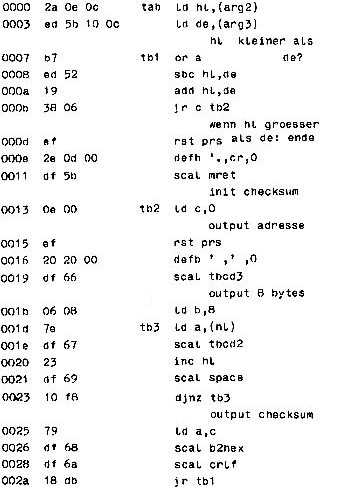 0000 2a 0e 0c tab ld hl,(arg2)
0003 ed 5b 10 0c ld de,(arg3)
hl kleiner als
0007 b7 tb1 or a de?
0008 ed 52 sbc hl,de
000a 19 add hl,de
000b 38 06 jr c tb2
wenn hl groesser
000d ef rst prs als de: ende
000e 2e 0d 00 defb '.,cr,0
0011 df 5b scal mret
init checksum
0013 0e 00 tb2 ld c,0
output adresse
0015 ef rst prs
0016 20 20 00 defb ' ,' ,0
0019 df 66 scal tbcd3
output 8 bytes
001b 06 08 ld b,8
001d 7e tb3 ld a,(hl)
001e df 67 scal tbcd2
0020 23 inc hl
0021 df 69 scal space
0023 10 f8 djnz tb3
output checksum
0025 79 ld a,c
0026 df 68 scal b2hex
0028 df 6a scal crlf
002a 18 db jr tb1